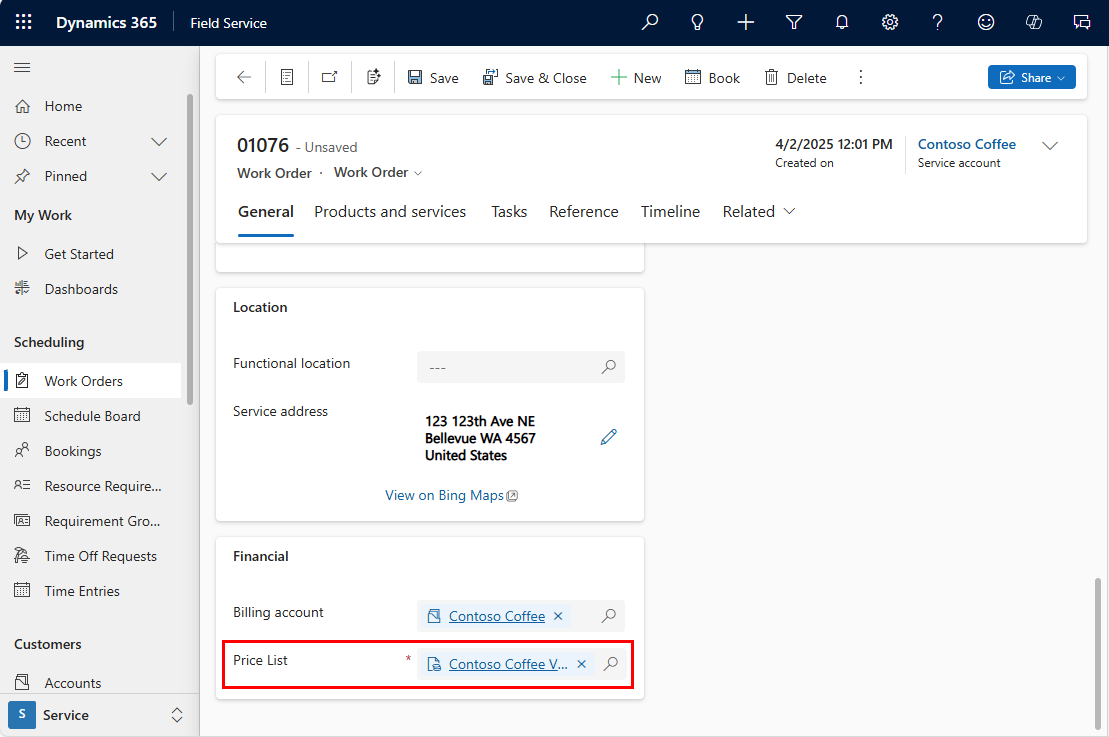 Dynamics 365 Field Service
Save Save & Close New Book Delete Share
Home
Recent
Pinned
My Work
Get Started
Dashboards
Scheduling
Work Orders
Schedule Board
Bookings
Resource Require...
Requirement Gro...
Time Off Requests
Time Entries
Customers
Accounts
S Service
01076 - Unsaved
Work Order · Work Order
4/2/2025 12:01 PM
Created on
Contoso Coffee
Service account
General Products and services Tasks Reference Timeline Related
Location
Functional location ---
Service address
123 123th Ave NE
Bellevue WA 4567
United States
View on Bing Maps
Financial
Billing account Contoso Coffee
Price List * Contoso Coffee V...